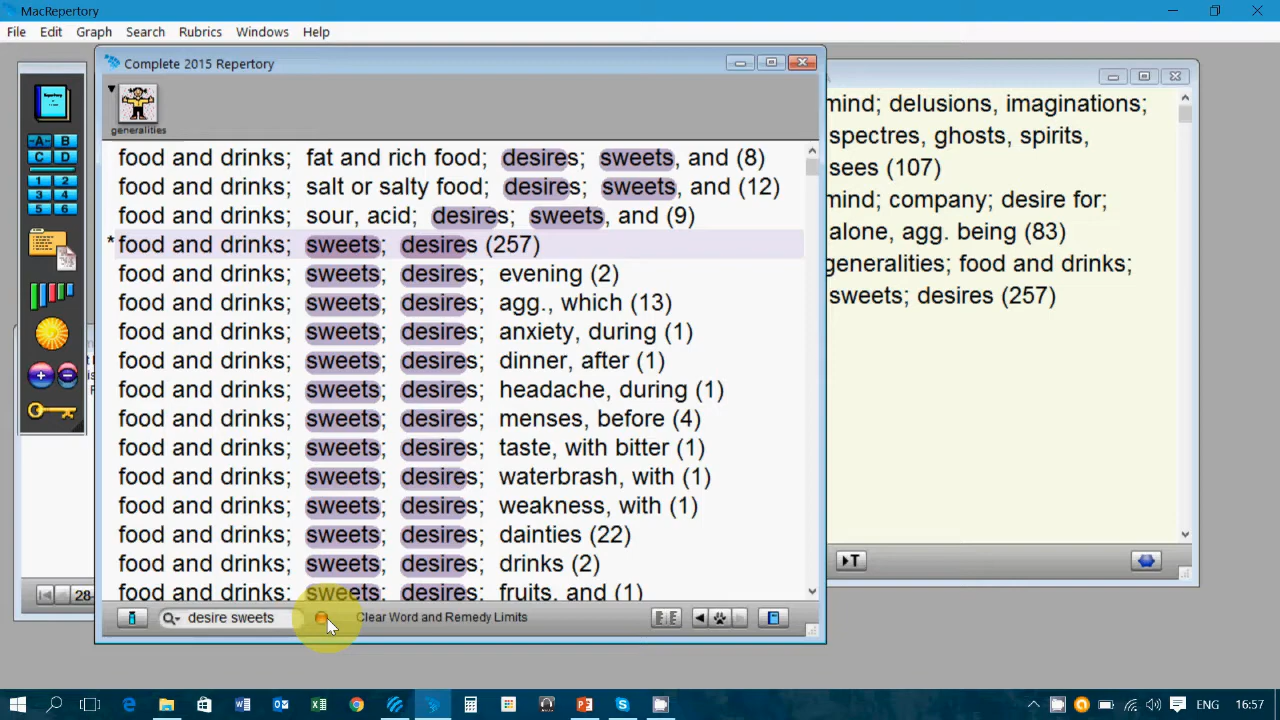 MacRepertory
File Edit Graph Search Rubrics Windows Help
Complete 2015 Repertory
generalities
food and drinks; fat and rich food; desires; sweets, and (8)
food and drinks; salt or salty food; desires; sweets, and (12)
food and drinks; sour, acid; desires; sweets, and (9)
*food and drinks; sweets; desires (257)
food and drinks; sweets; desires; evening (2)
food and drinks; sweets; desires; agg., which (13)
food and drinks; sweets; desires; anxiety, during (1)
food and drinks; sweets; desires; dinner, after (1)
food and drinks; sweets; desires; headache, during (1)
food and drinks; sweets; desires; menses, before (4)
food and drinks; sweets; desires; taste, with bitter (1)
food and drinks; sweets; desires; waterbrash, with (1)
food and drinks; sweets; desires; weakness, with (1)
food and drinks; sweets; desires; dainties (22)
food and drinks; sweets; desires; drinks (2)
food and drinks; sweets; desires; fruits, and (1)
desire sweets
Clear Word and Remedy Limits
mind; delusions, imaginations;
spectres, ghosts, spirits,
sees (107)
mind; company; desire for;
alone, agg. being (83)
generalities; food and drinks;
sweets; desires (257)
T
Repertory
A B
C D
1 2
3 4
5 6
28-
ENG 16:57